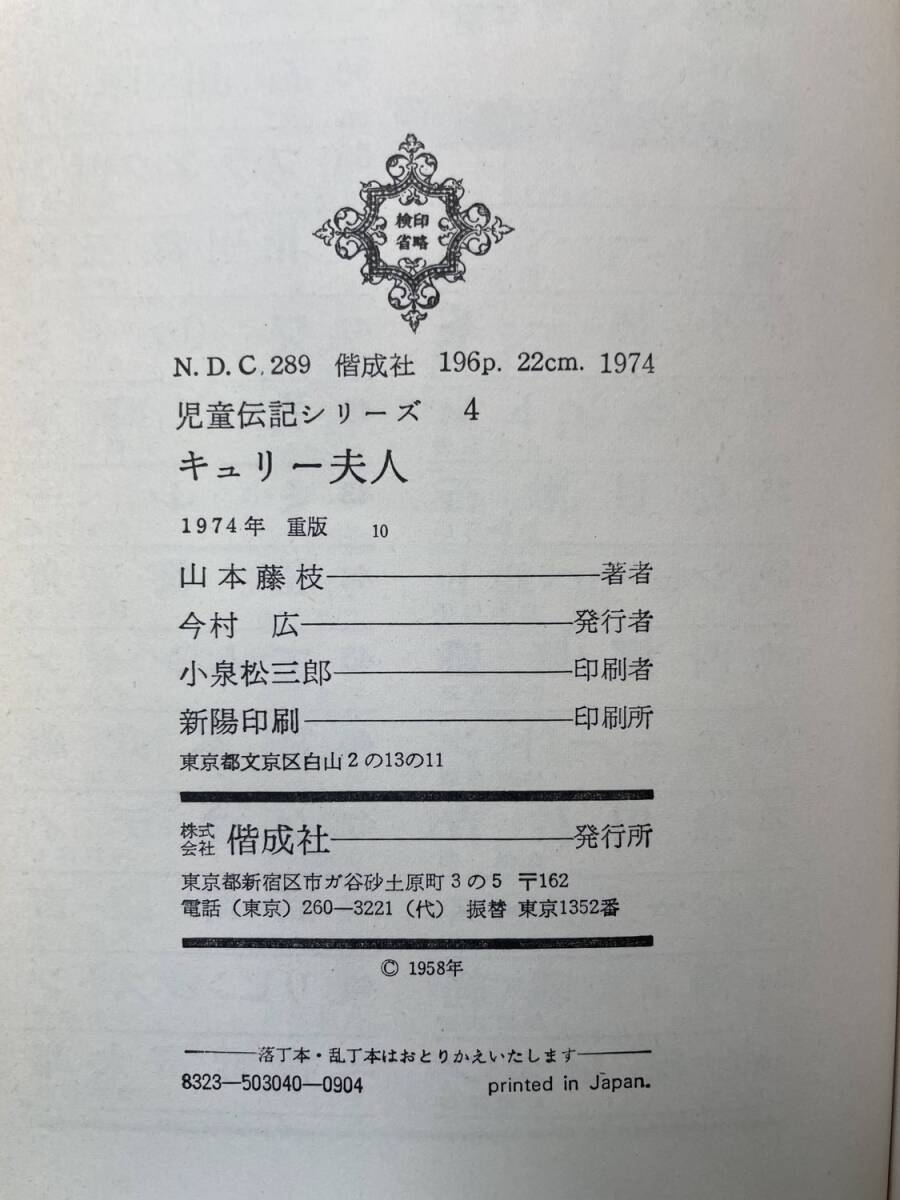 検印
省略
N.D.C.289 偕成社 196p. 22cm. 1974
児童伝記シリーズ 4
キュリー夫人
1974年 重版 10
山本藤枝――著者
今村 広――発行者
小泉松三郎――印刷者
新陽印刷――印刷所
東京都文京区白山2の13の11
株式会社 偕成社――発行所
東京都新宿区市ガ谷砂土原町3の5 〒162
電話（東京）260―3221（代） 振替 東京1352番
© 1958年
――落丁本・乱丁本はおとりかえいたします――
8323―503040―0904 printed in Japan.